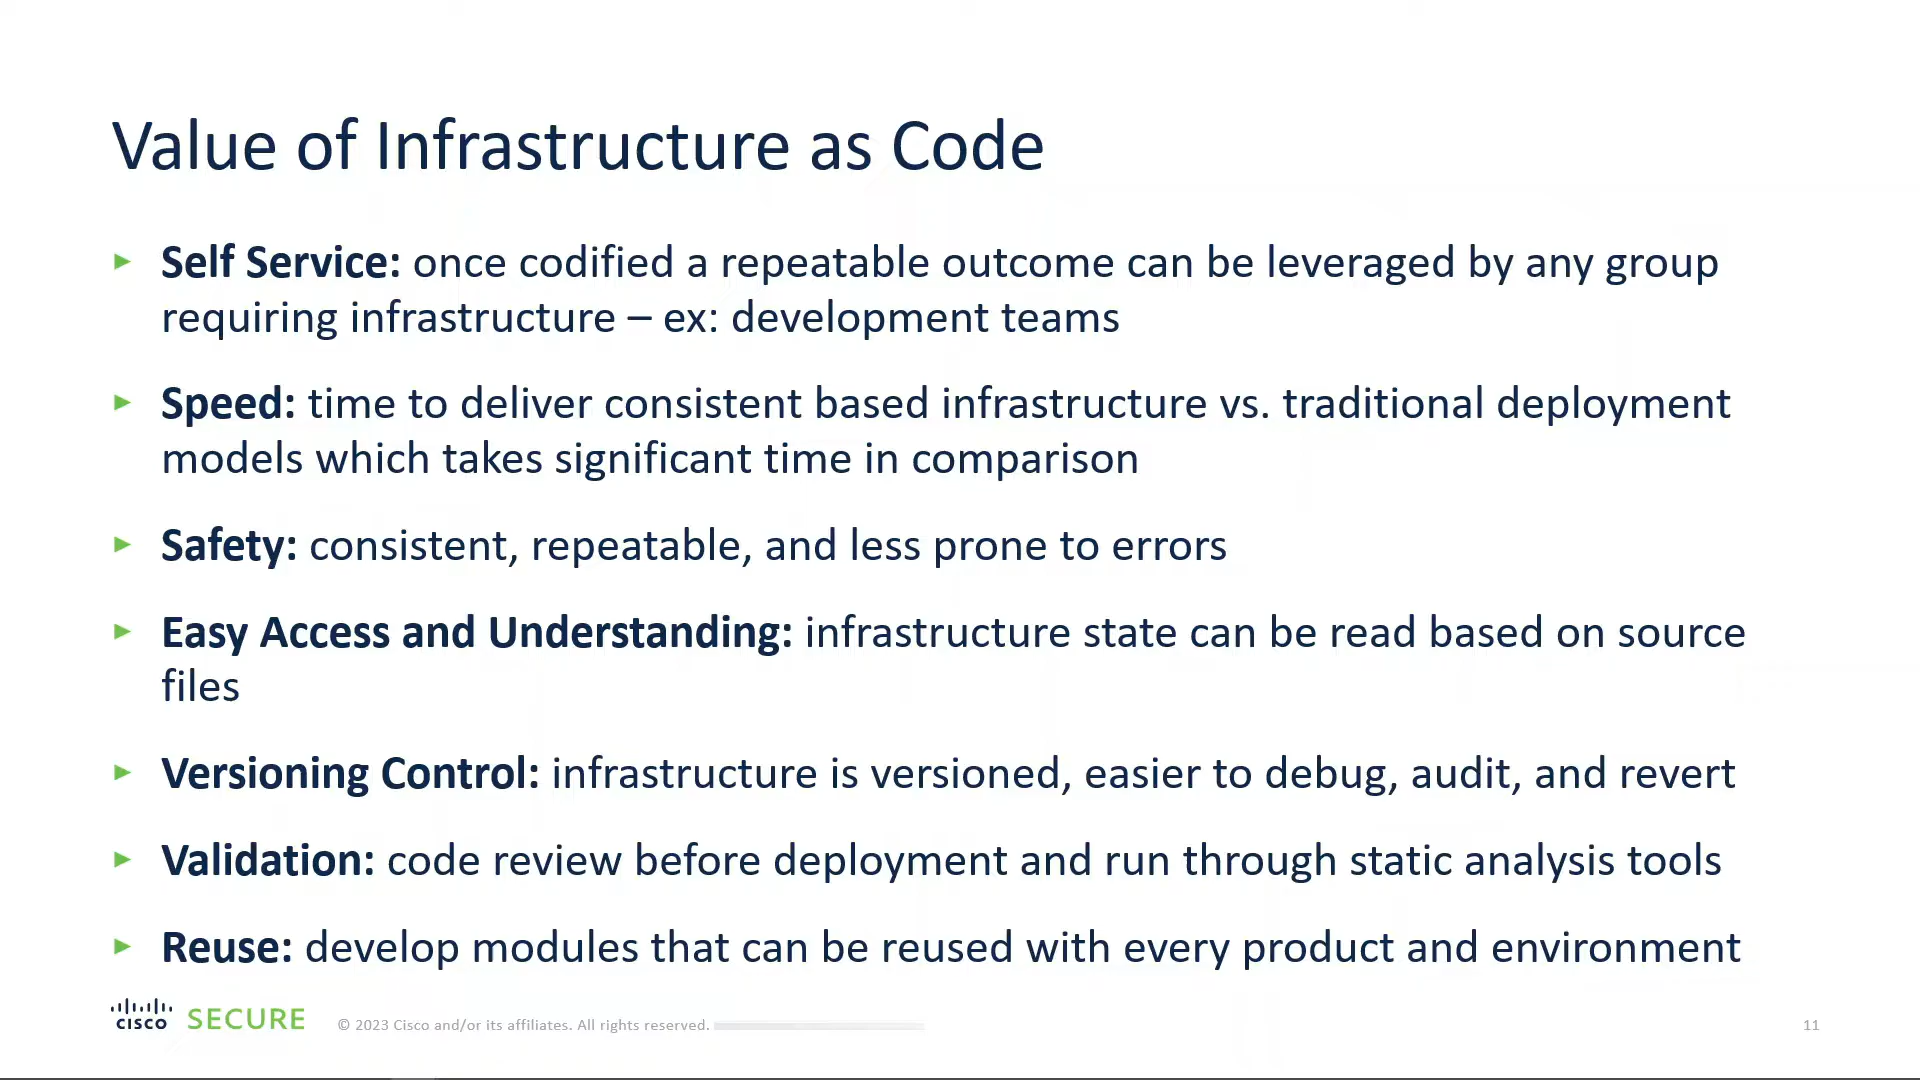 Value of Infrastructure as Code
Self Service: once codified a repeatable outcome can be leveraged by any group
requiring infrastructure – ex: development teams
Speed: time to deliver consistent based infrastructure vs. traditional deployment
models which takes significant time in comparison
Safety: consistent, repeatable, and less prone to errors
Easy Access and Understanding: infrastructure state can be read based on source
files
Versioning Control: infrastructure is versioned, easier to debug, audit, and revert
Validation: code review before deployment and run through static analysis tools
Reuse: develop modules that can be reused with every product and environment
CISCO SECURE © 2023 Cisco and/or its affiliates. All rights reserved. 11